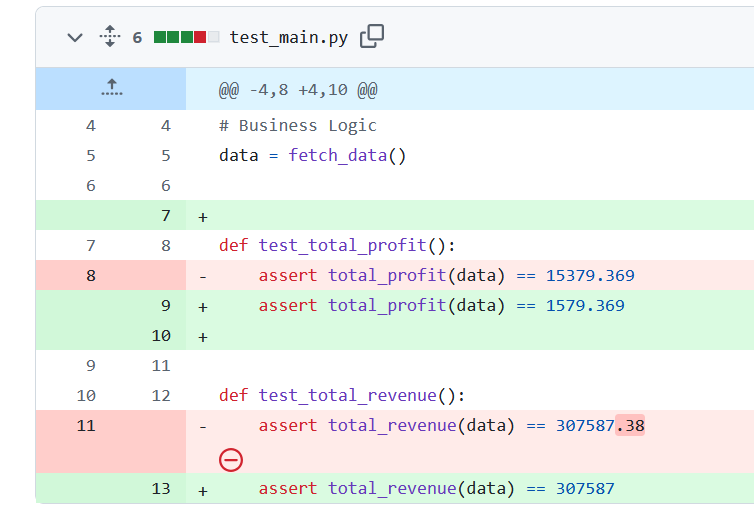 6 test_main.py
@@ -4,8 +4,10 @@
4 4 # Business Logic
5 5 data = fetch_data()
6 6
7 +
7 8 def test_total_profit():
8 - assert total_profit(data) == 15379.369
9 + assert total_profit(data) == 1579.369
10 +
9 11
10 12 def test_total_revenue():
11 - assert total_revenue(data) == 307587.38
13 + assert total_revenue(data) == 307587